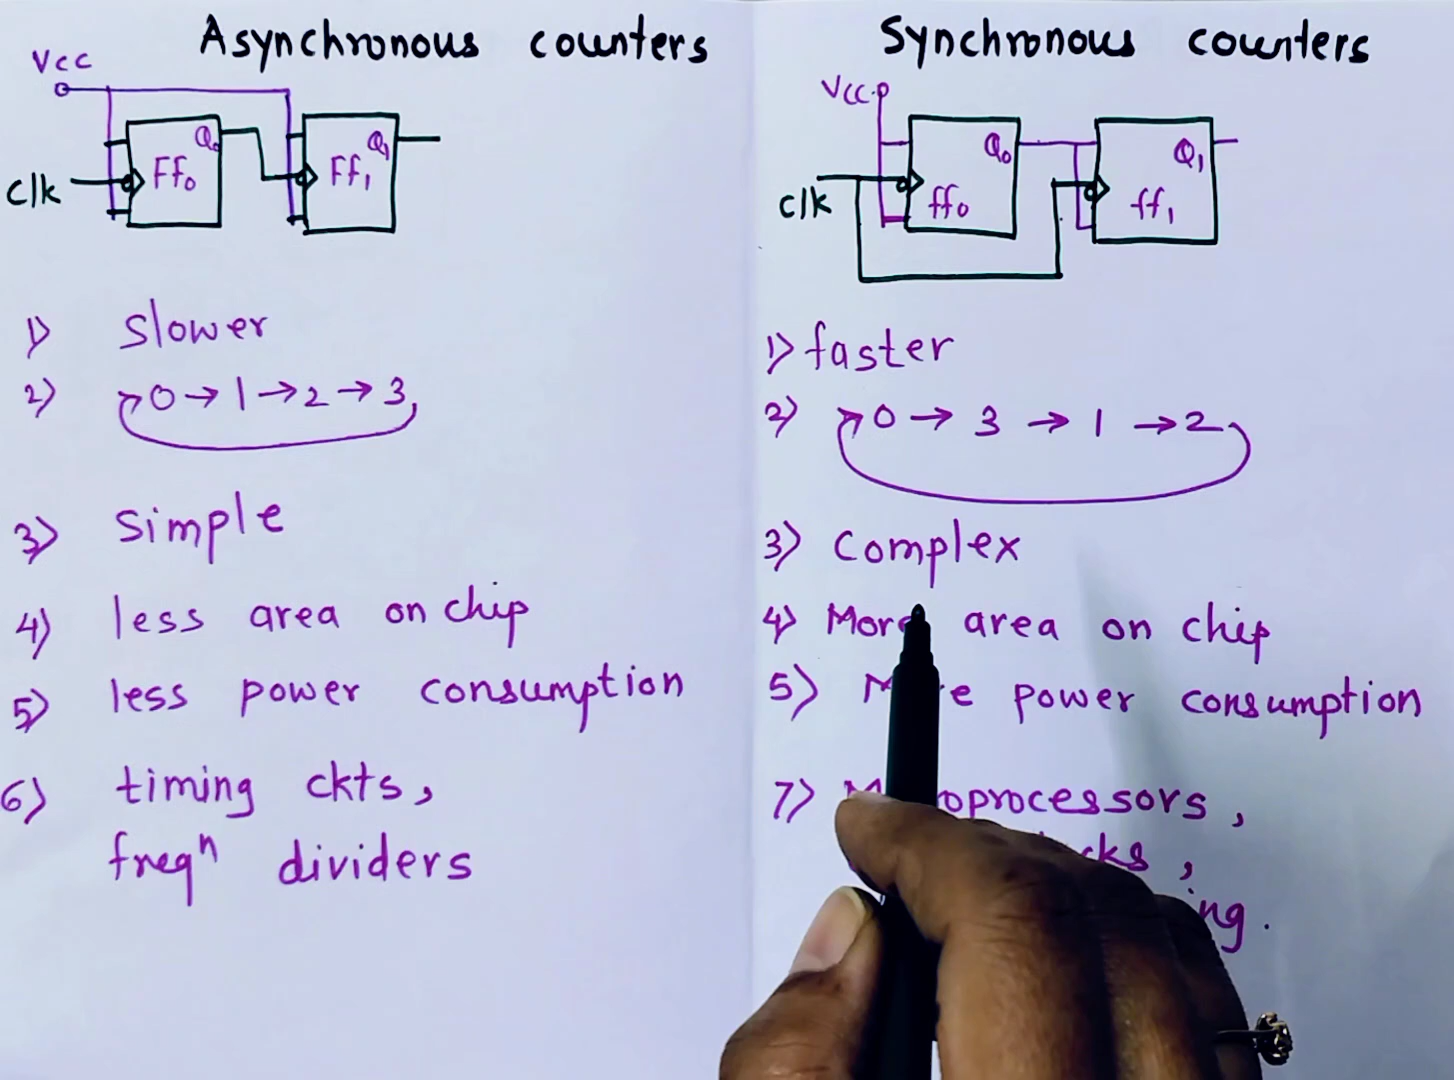 Asynchronous counters
Vcc
Clk
Ff0
Q0
Ff1
Q1
1) Slower
2) 0 → 1 → 2 → 3
3) Simple
4) less area on chip
5) less power consumption
6) timing ckts,
freqⁿ dividers
Synchronous counters
Vcc
Clk
Q0
ff0
Q1
ff1
1) faster
2) 0 → 3 → 1 → 2
3) Complex
4) More area on chip
5) power consumption
7)